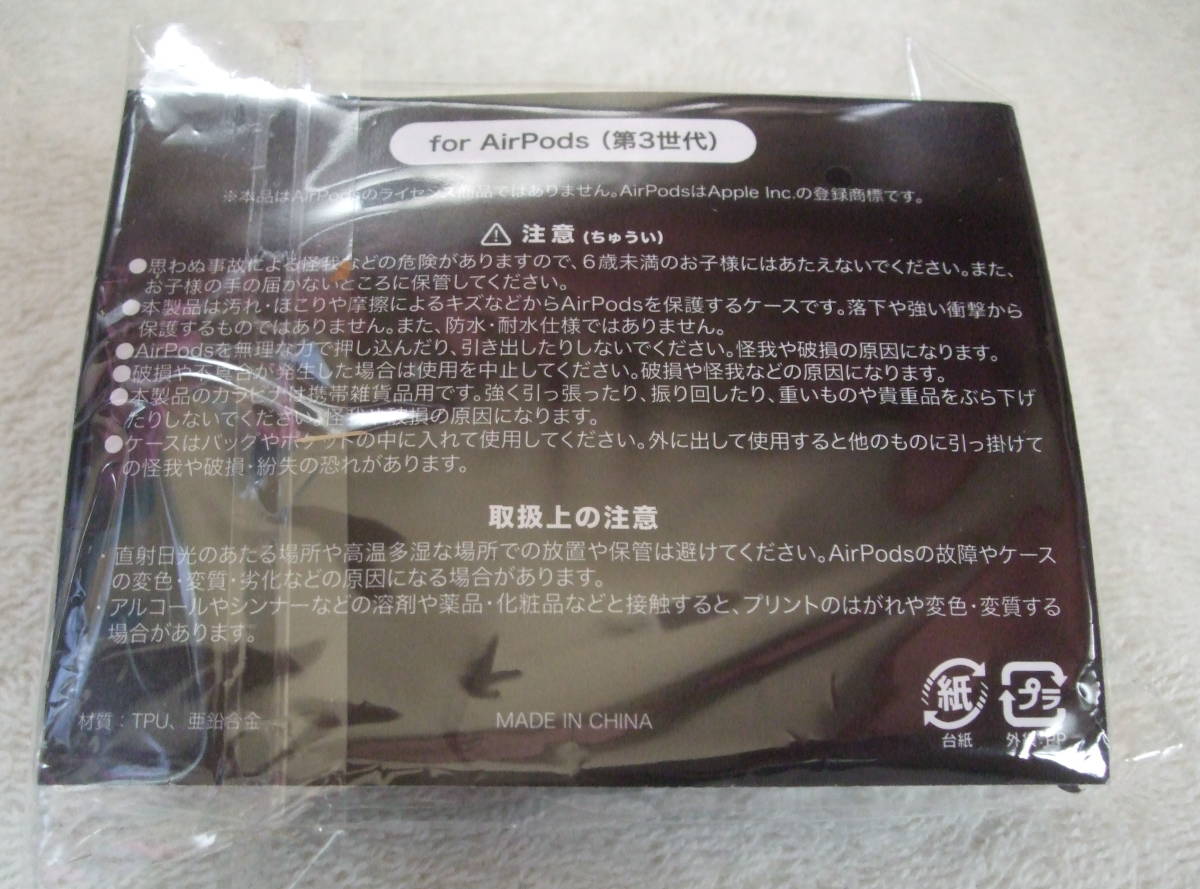 for AirPods (第3世代)
※本品はAirPodsのライセンス商品ではありません。AirPodsはApple Inc.の登録商標です。
注意 (ちゅうい)
●思わぬ事故による怪我などの危険がありますので、6歳未満のお子様にはあたえないでください。また、
お子様の手の届かないところに保管してください。
●本製品は汚れ・ほこりや摩擦によるキズなどからAirPodsを保護するケースです。落下や強い衝撃から
保護するものではありません。また、防水・耐水仕様ではありません。
●AirPodsを無理な力で押し込んだり、引き出したりしないでください。怪我や破損の原因になります。
●破損や不具合が発生した場合は使用を中止してください。破損や怪我などの原因になります。
●本製品のカラビナは携帯雑貨品用です。強く引っ張ったり、振り回したり、重いものや貴重品をぶら下げ
たりしないでください。怪我や破損の原因になります。
●ケースはバッグやポケットの中に入れて使用してください。外に出して使用すると他のものに引っ掛けて
の怪我や破損・紛失の恐れがあります。
取扱上の注意
・直射日光のあたる場所や高温多湿な場所での放置や保管は避けてください。AirPodsの故障やケース
の変色・変質・劣化などの原因になる場合があります。
・アルコールやシンナーなどの溶剤や薬品・化粧品などと接触すると、プリントのはがれや変色・変質する
場合があります。
紙 プラ
台紙 外袋:PP
材質:TPU、亜鉛合金 MADE IN CHINA